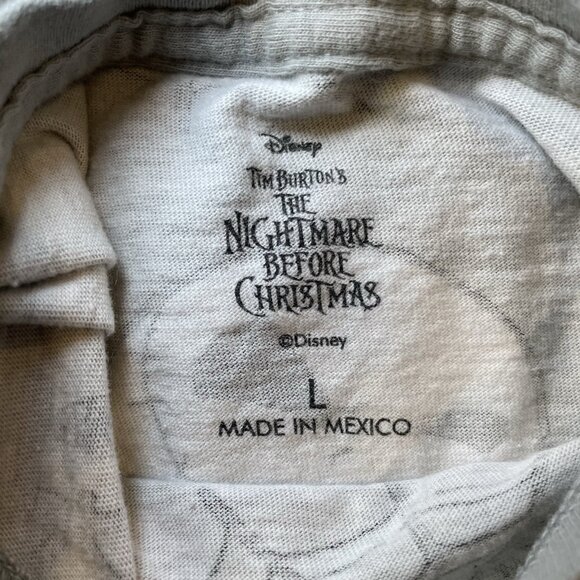 Disney
TIM BURTON'S
THE
NIGHTMARE
BEFORE
CHRISTMAS
©Disney
L
MADE IN MEXICO